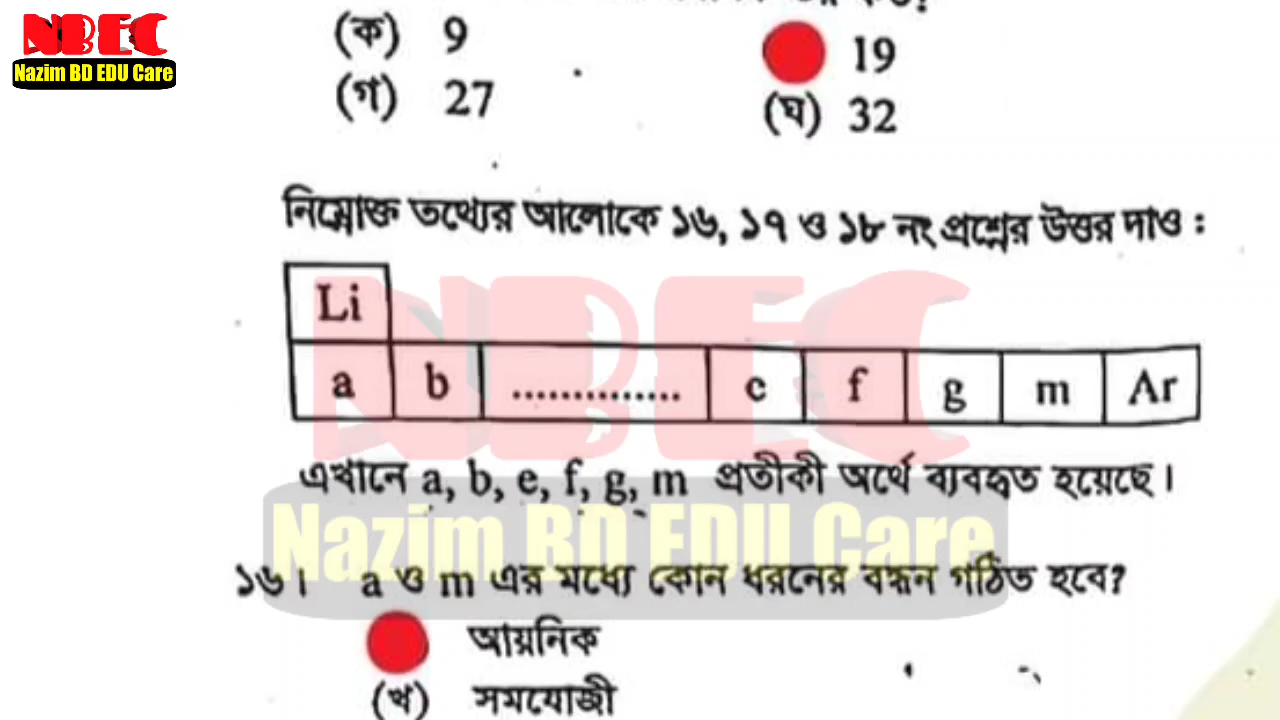 NBEC
Nazim BD EDU Care
(ক) 9
19
(গ) 27
(ঘ) 32
নিম্নোক্ত তথ্যের আলোকে ১৬, ১৭ ও ১৮ নং প্রশ্নের উত্তর দাও :
Li
a b .............. e f g m Ar
এখানে a, b, e, f, g, m প্রতীকী অর্থে ব্যবহৃত হয়েছে।
NBEC
Nazim BD EDU Care
১৬। a ও m এর মধ্যে কোন ধরনের বন্ধন গঠিত হবে?
আয়নিক
(খ) সমযোজী